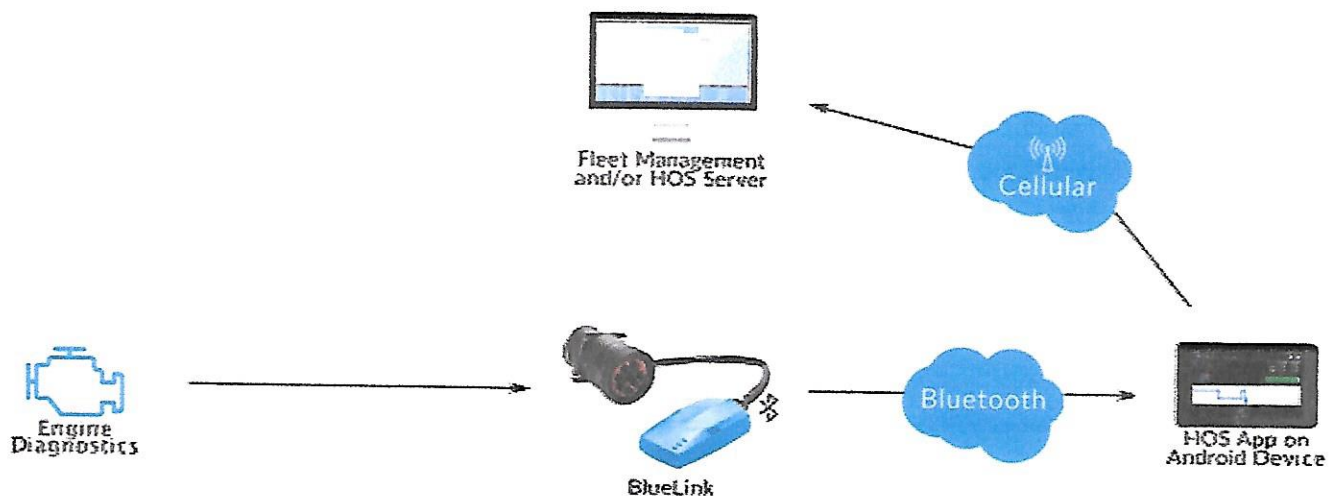 Fleet Management
and/or HOS Server
Cellular
Engine
Diagnostics
BlueLink
Bluetooth
HOS App on
Android Device